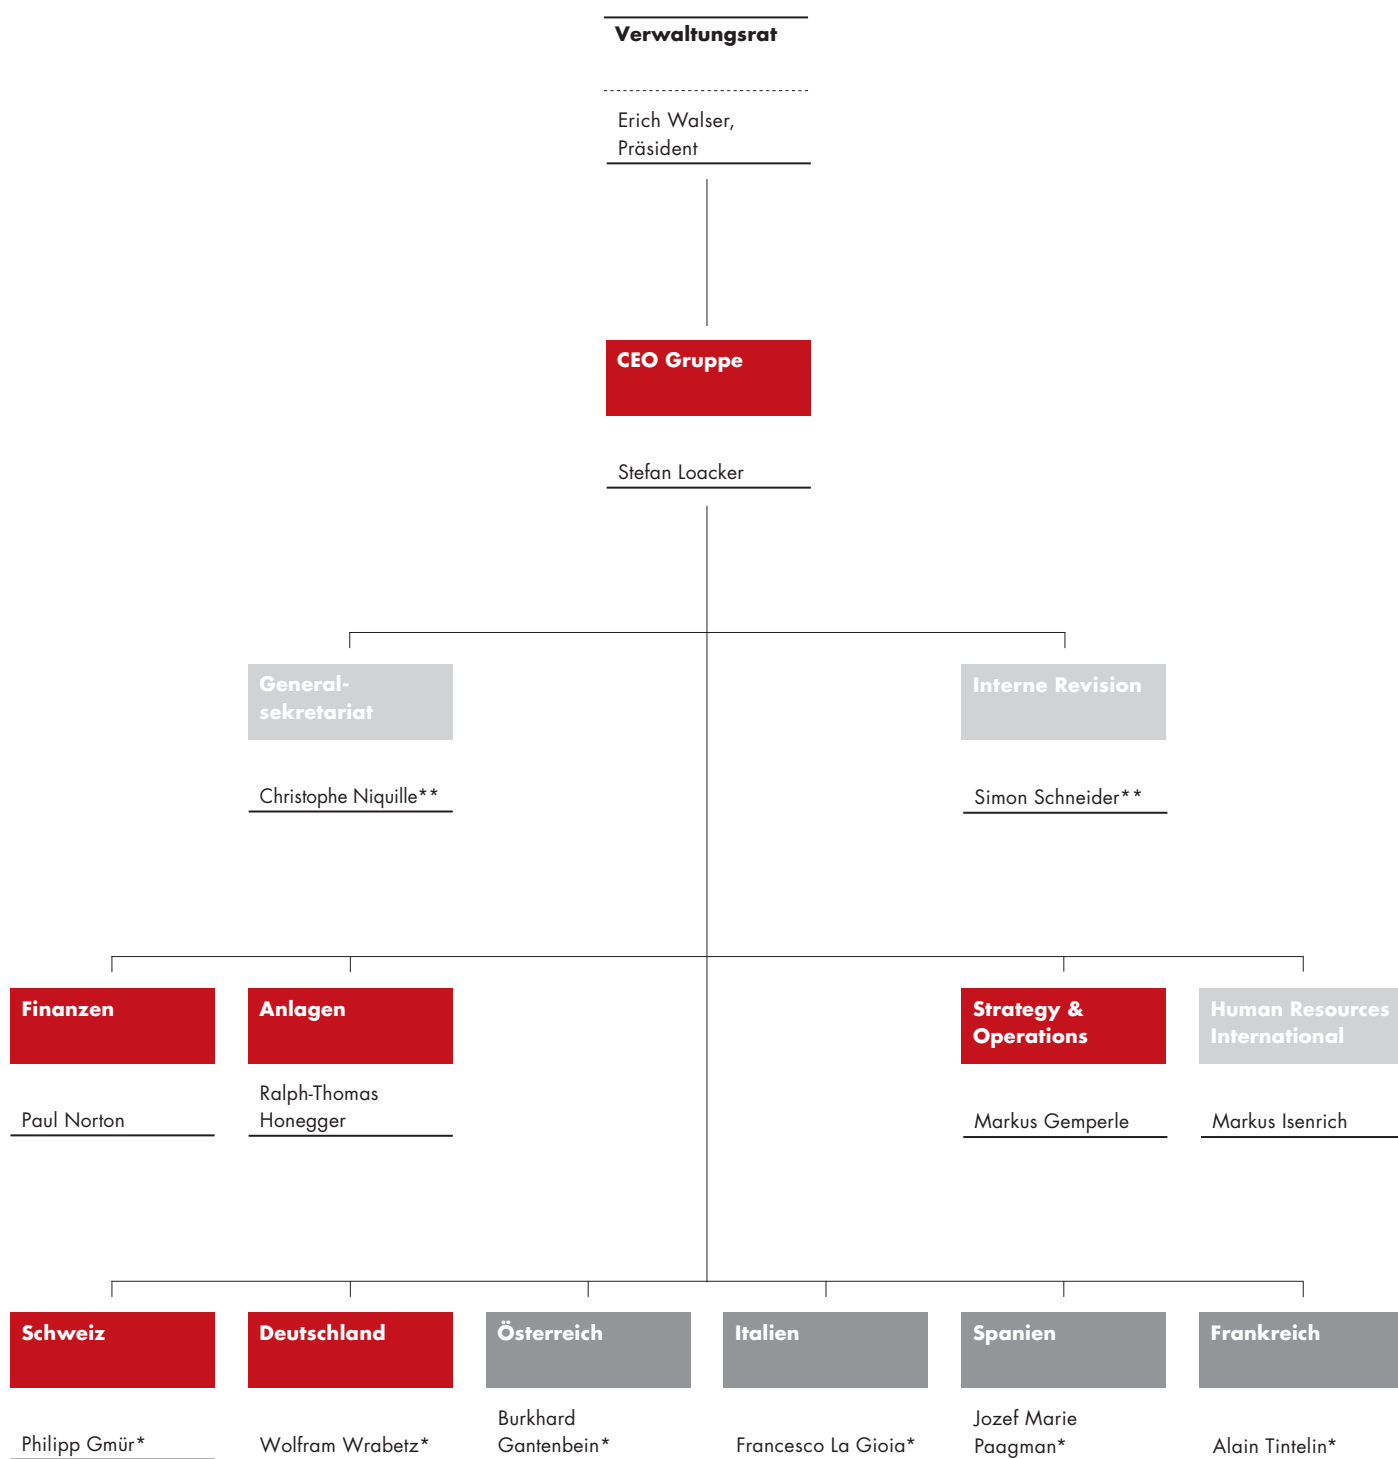 Verwaltungsrat
Erich Walser,
Präsident
CEO Gruppe
Stefan Loacker
General-
sekretariat
Christophe Niquille**
Interne Revision
Simon Schneider**
Finanzen
Paul Norton
Anlagen
Ralph-Thomas
Honegger
Strategy &
Operations
Markus Gemperle
Human Resources
International
Markus Isenrich
Schweiz
Philipp Gmür*
Deutschland
Wolfram Wrabetz*
Österreich
Burkhard
Gantenbein*
Italien
Francesco La Gioia*
Spanien
Jozef Marie
Paagman*
Frankreich
Alain Tintelin*